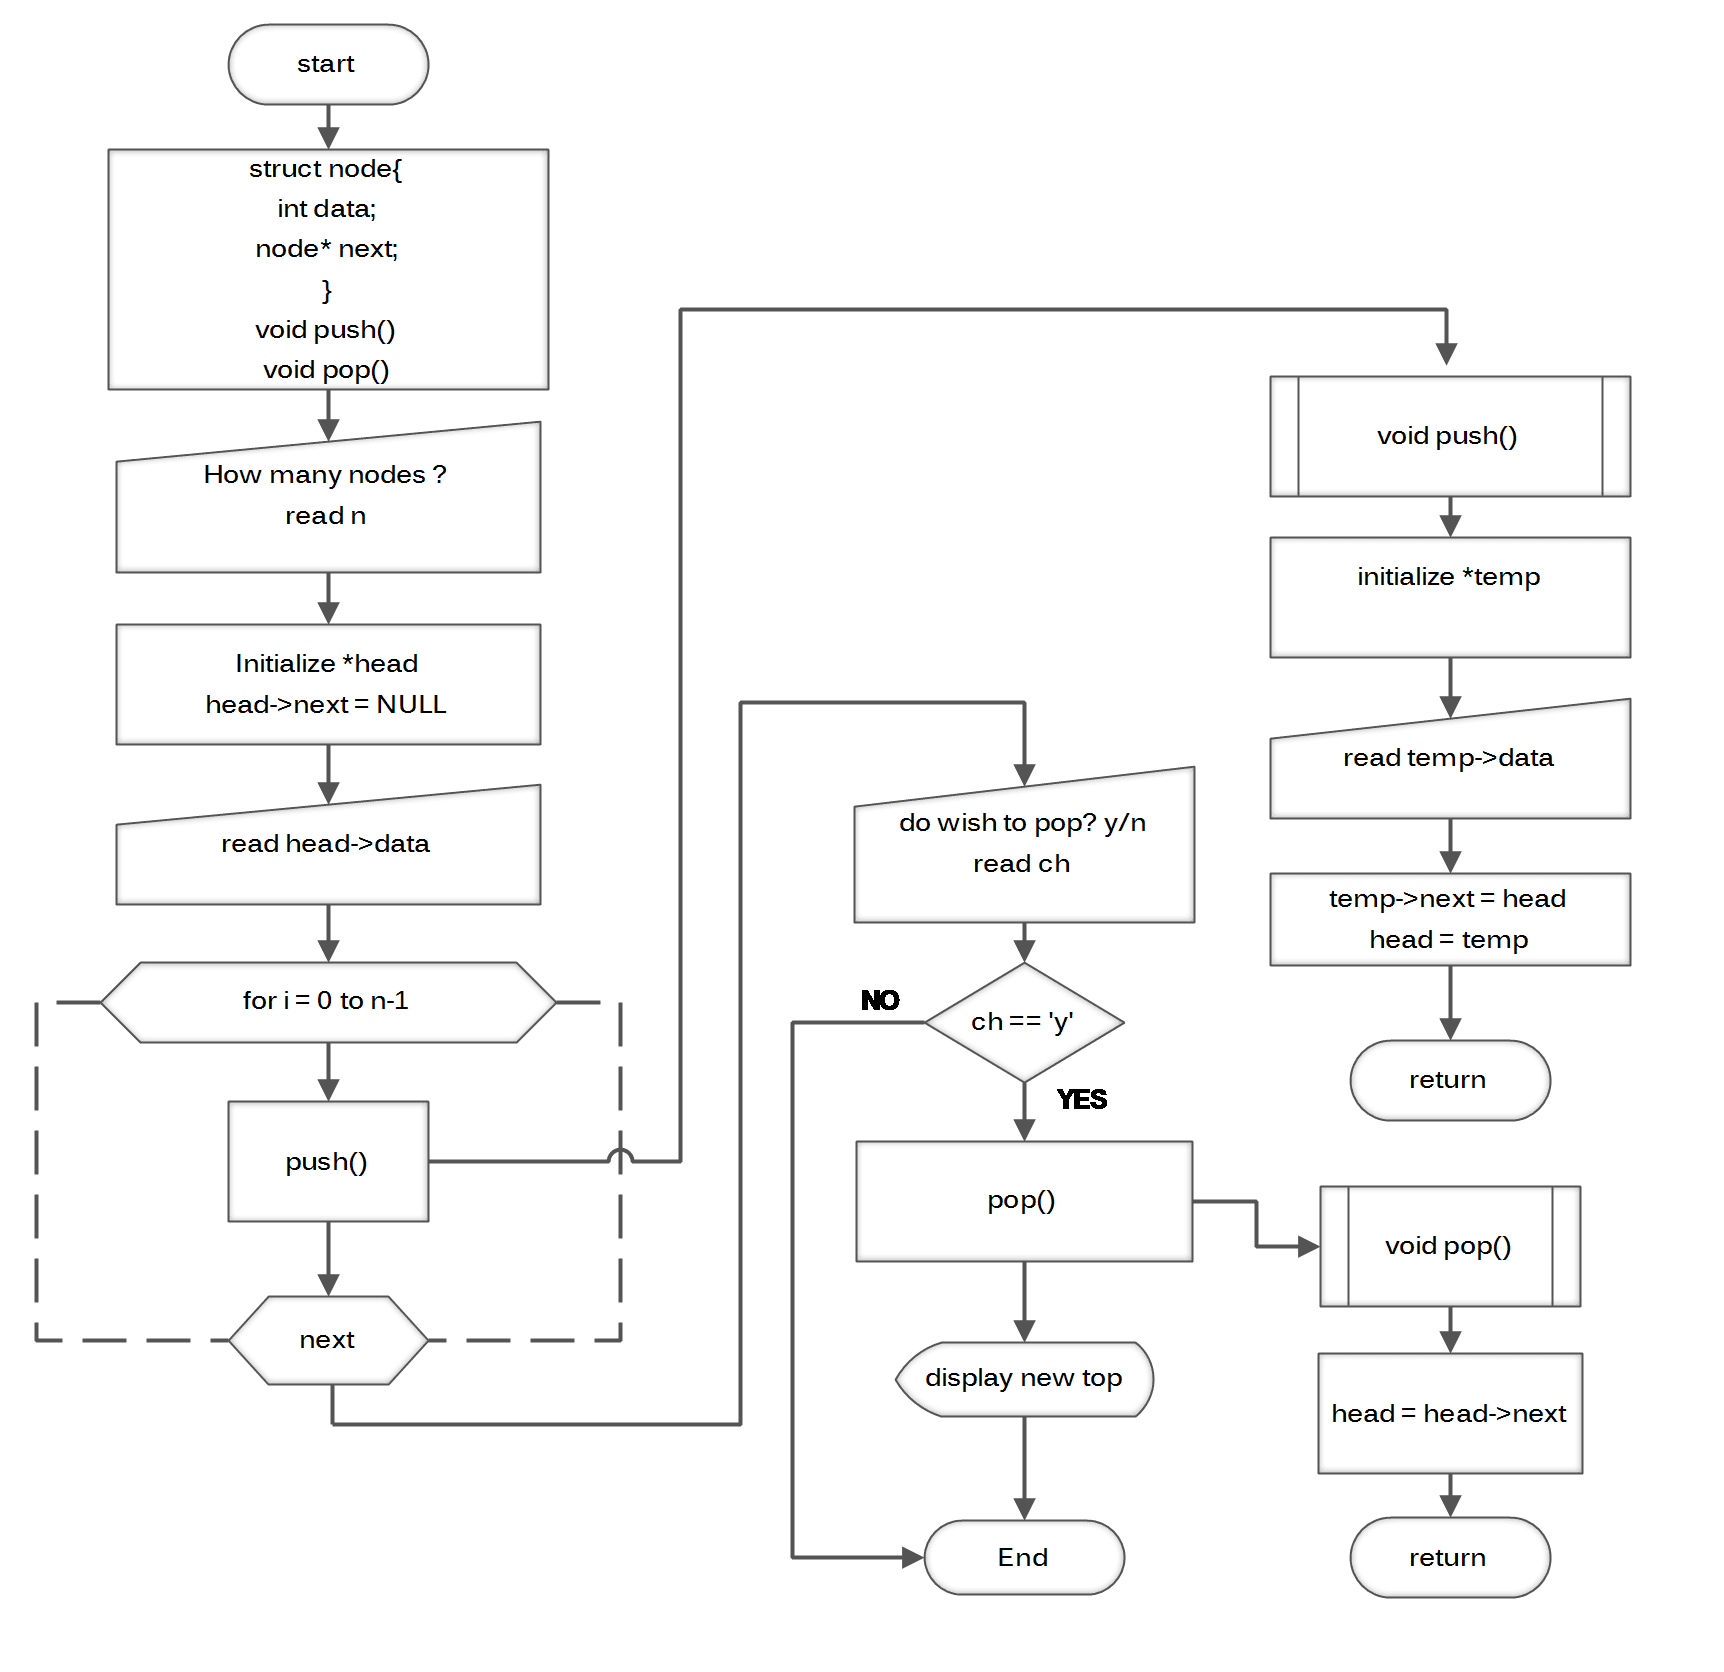 start
struct node{
int data;
node* next;
}
void push()
void pop()
How many nodes ?
read n
Initialize *head
head->next = NULL
read head->data
for i = 0 to n-1
push()
next
do wish to pop? y/n
read ch
ch == 'y'
NO
YES
pop()
display new top
End
void push()
initialize *temp
read temp->data
temp->next = head
head = temp
return
void pop()
head = head->next
return